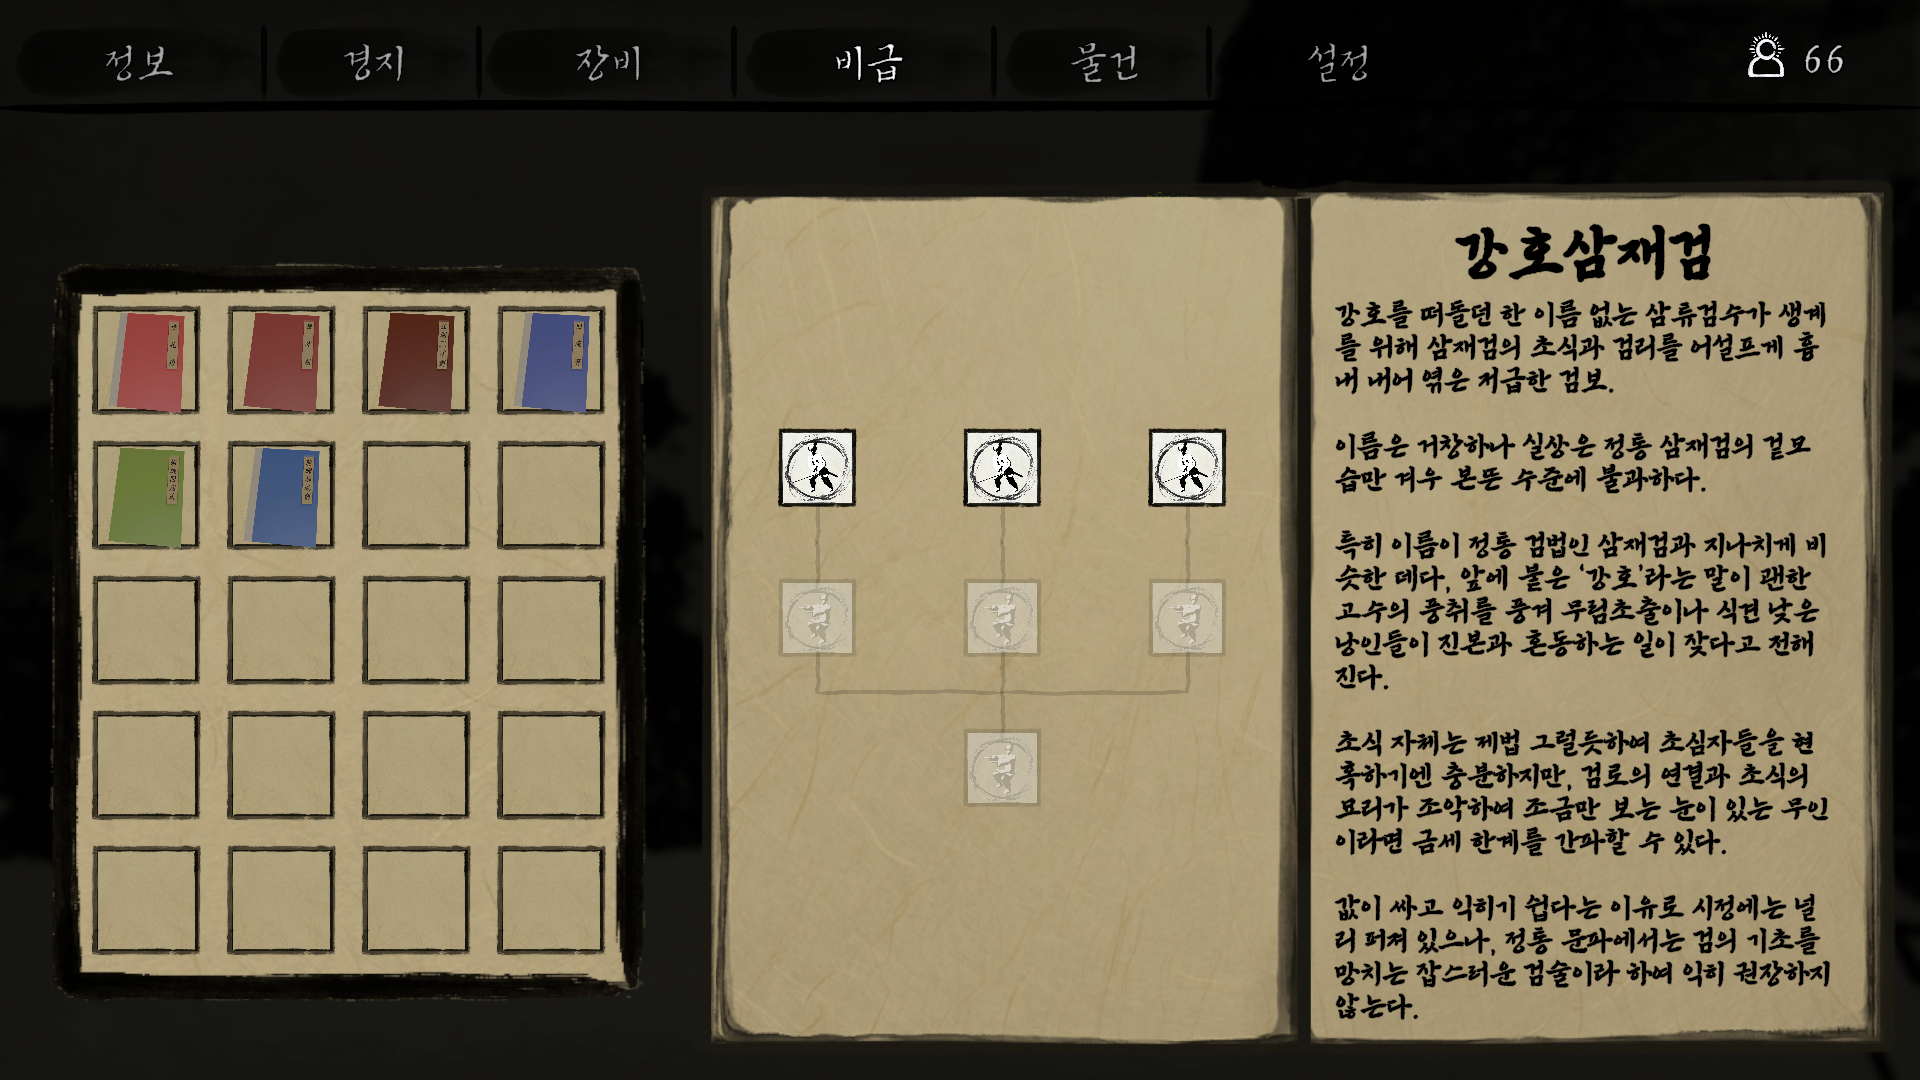 정보 경지 장비 비급 물건 설정 66
강호삼재검
강호를 떠돌던 한 이름 없는 삼류검수가 생계
를 위해 삼재검의 초식과 검리를 어설프게 흉
내 내어 엮은 저급한 검보.
이름은 거창하나 실상은 정통 삼재검의 겉모
습만 겨우 본뜬 수준에 불과하다.
특히 이름이 정통 검법인 삼재검과 지나치게 비
슷한 데다, 앞에 붙은 '강호'라는 말이 괜한
고수의 풍취를 풍겨 무림초출이나 식견 낮은
낭인들이 진본과 혼동하는 일이 잦다고 전해
진다.
초식 자체는 제법 그럴듯하여 초심자들을 현
혹하기엔 충분하지만, 검로의 연결과 초식의
묘리가 조악하여 조금만 보는 눈이 있는 무인
이라면 금세 한계를 간파할 수 있다.
값이 싸고 익히기 쉽다는 이유로 시정에는 널
리 퍼져 있으나, 정통 문파에서는 검의 기초를
망치는 잡스러운 검술이라 하여 익히 권장하지
않는다.